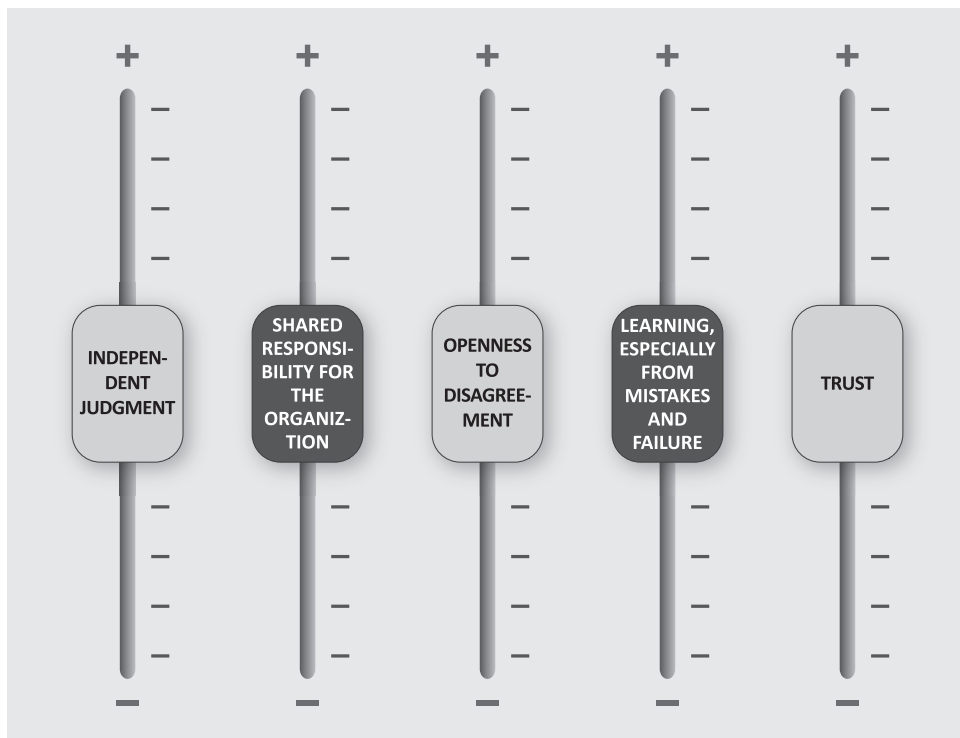 +
+
+
+
+
INDEPEN-
DENT
JUDGMENT
SHARED
RESPONSI-
BILITY FOR
THE
ORGANIZ-
TION
OPENNESS
TO
DISAGREE-
MENT
LEARNING,
ESPECIALLY
FROM
MISTAKES
AND
FAILURE
TRUST
–
–
–
–
–